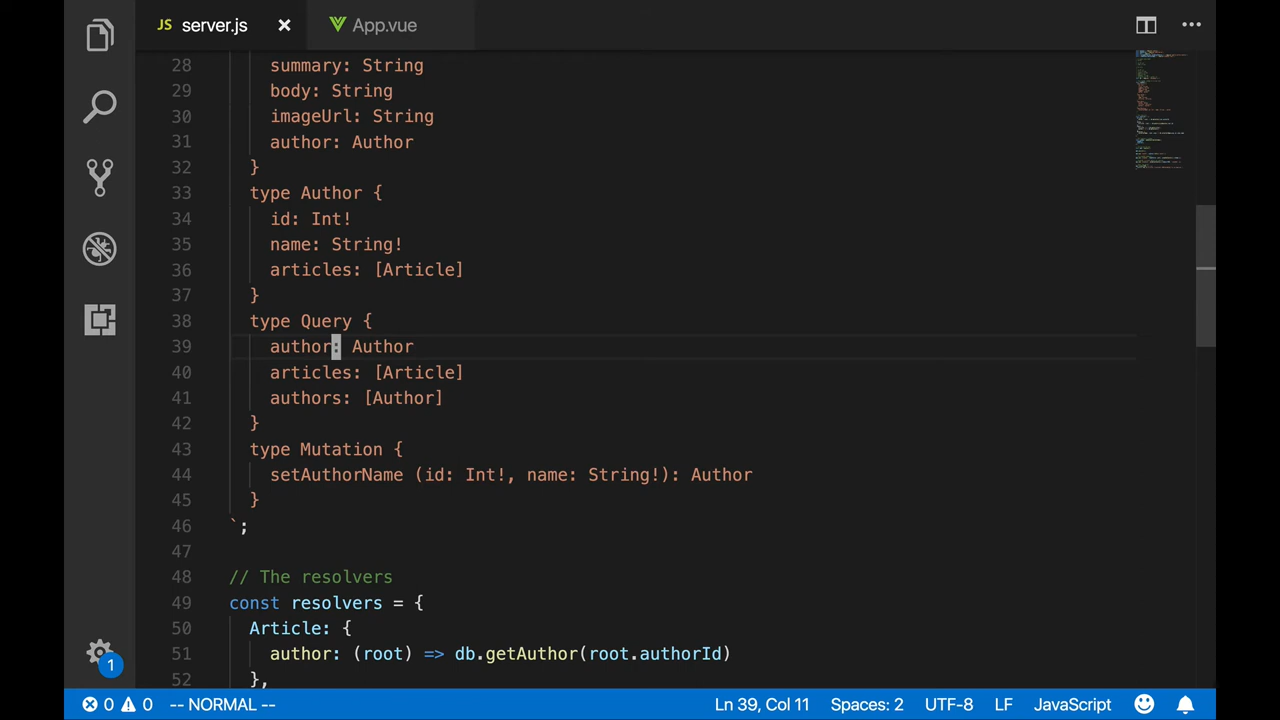 JS server.js × App.vue
28 summary: String
29 body: String
30 imageUrl: String
31 author: Author
32 }
33 type Author {
34 id: Int!
35 name: String!
36 articles: [Article]
37 }
38 type Query {
39 author: Author
40 articles: [Article]
41 authors: [Author]
42 }
43 type Mutation {
44 setAuthorName (id: Int!, name: String!): Author
45 }
46 `;
47
48 // The resolvers
49 const resolvers = {
50 Article: {
51 author: (root) => db.getAuthor(root.authorId)
52 },
1
0 0 -- NORMAL -- Ln 39, Col 11 Spaces: 2 UTF-8 LF JavaScript